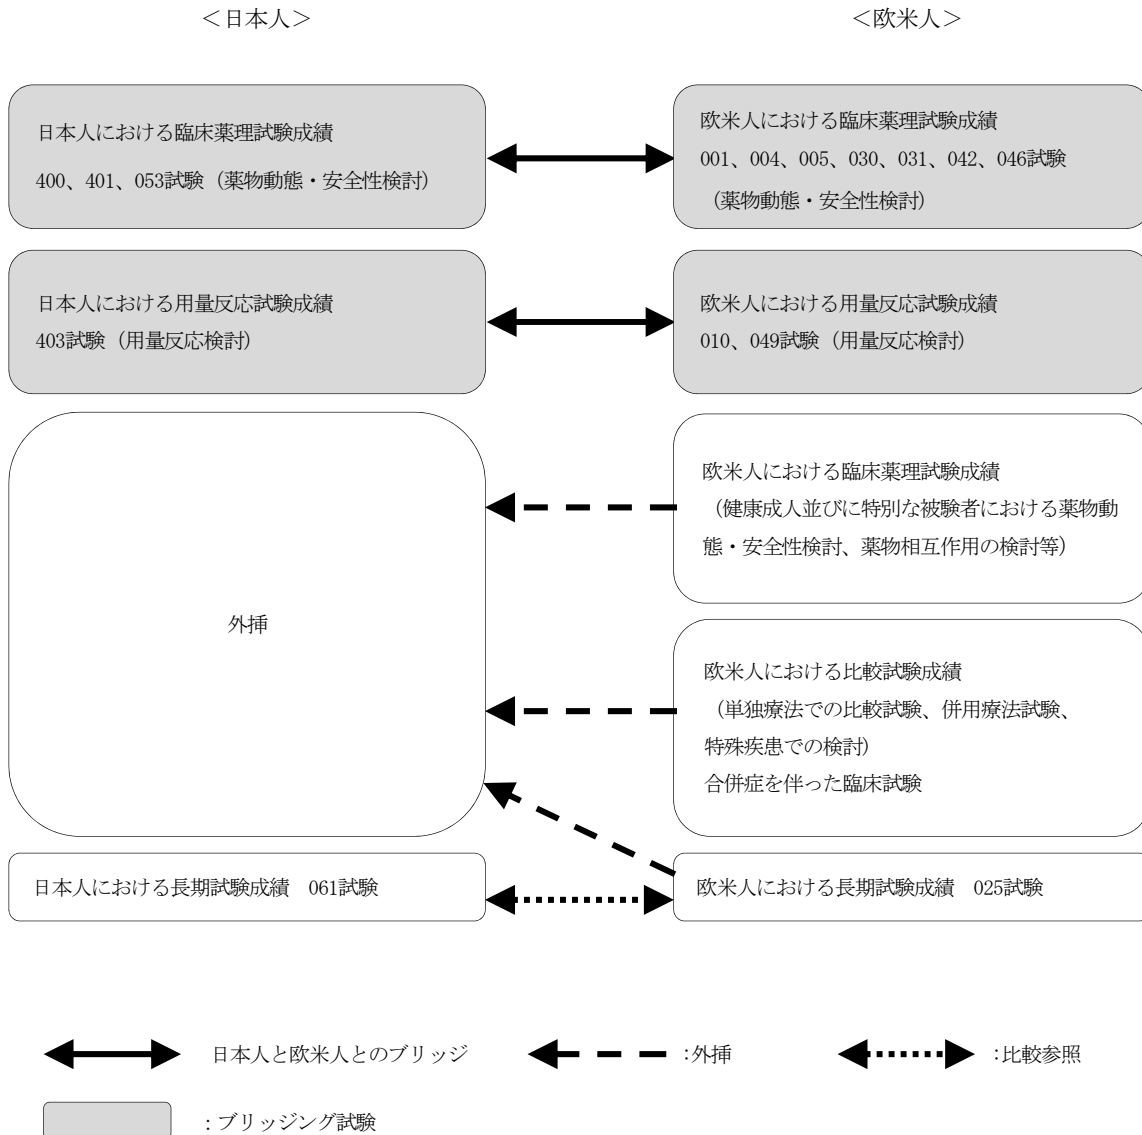 ＜日本人＞
＜欧米人＞
日本人における臨床薬理試験成績
400、401、053試験（薬物動態・安全性検討）
欧米人における臨床薬理試験成績
001、004、005、030、031、042、046試験
（薬物動態・安全性検討）
日本人における用量反応試験成績
403試験（用量反応検討）
欧米人における用量反応試験成績
010、049試験（用量反応検討）
外挿
欧米人における臨床薬理試験成績
（健康成人並びに特別な被験者における薬物動
態・安全性検討、薬物相互作用の検討等）
欧米人における比較試験成績
（単独療法での比較試験、併用療法試験、
特殊疾患での検討）
合併症を伴った臨床試験
日本人における長期試験成績　061試験
欧米人における長期試験成績　025試験
日本人と欧米人とのブリッジ
:外挿
:比較参照
:ブリッジング試験